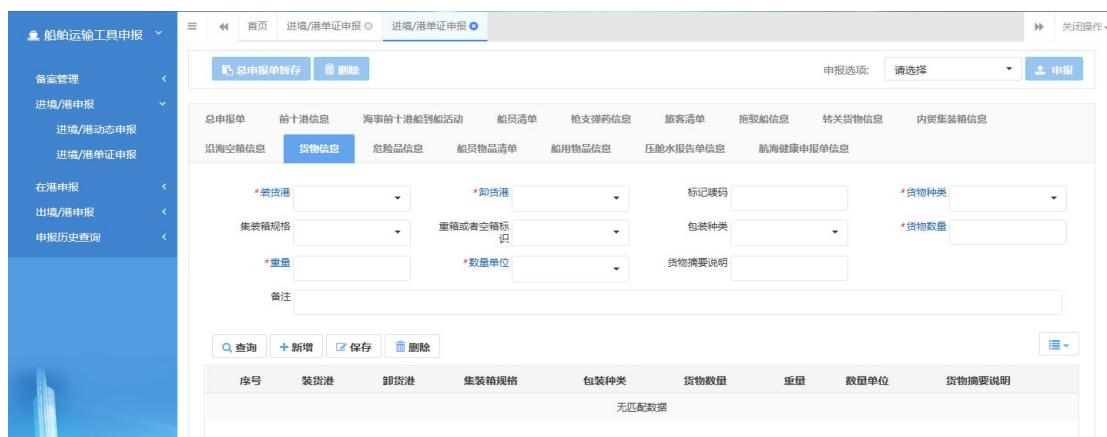 船舶运输工具申报
备案管理
进境/港申报
进境/港动态申报
进境/港单证申报
在港申报
出境/港申报
申报历史查询
首页 进境/港单证申报 进境/港单证申报 关闭操作
总申报单暂存 删除 申报选项: 请选择 申报
总申报单 前十港信息 海事前十港船到船活动 船员清单 枪支弹药信息 旅客清单 拖驳船信息 转关货物信息 内贸集装箱信息
沿海空箱信息 货物信息 危险品信息 船员物品清单 船用物品信息 压舱水报告单信息 航海健康申报单信息
*装货港 *卸货港 标记唛码 *货物种类
集装箱规格 重箱或者空箱标识 包装种类 *货物数量
*重量 *数量单位 货物摘要说明
备注
查询 新增 保存 删除
序号 装货港 卸货港 集装箱规格 包装种类 货物数量 重量 数量单位 货物摘要说明
无匹配数据